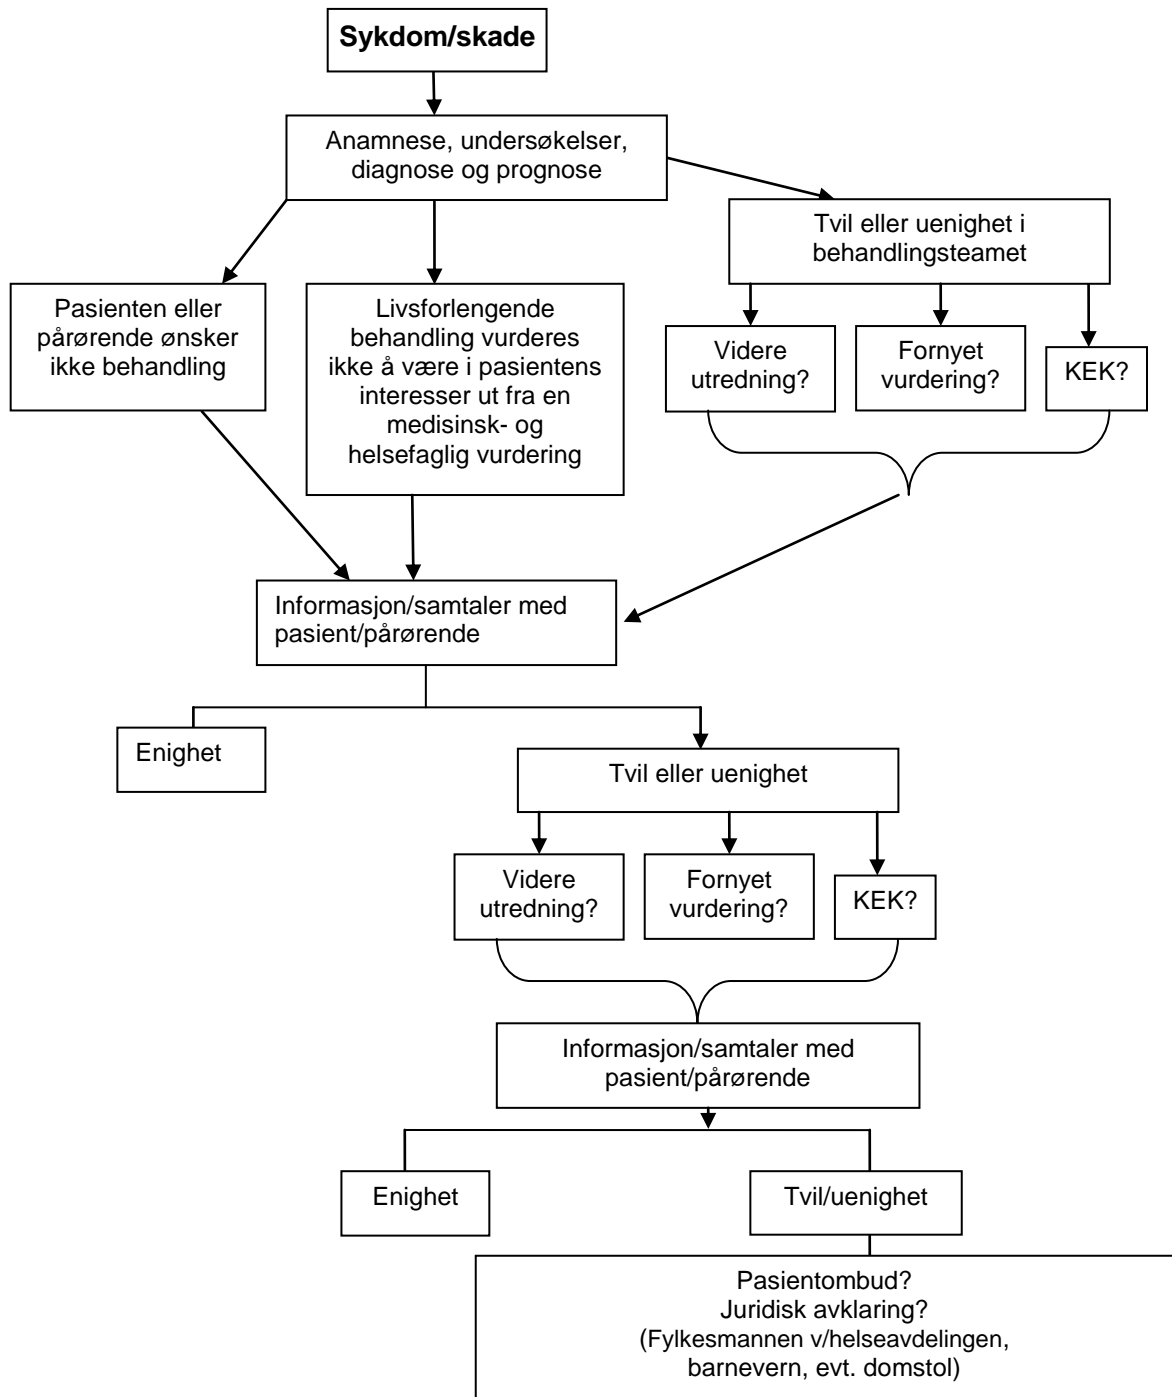 Sykdom/skade
Anamnese, undersøkelser,
diagnose og prognose
Tvil eller uenighet i
behandlingsteamet
Pasienten eller
pårørende ønsker
ikke behandling
Livsforlengende
behandling vurderes
ikke å være i pasientens
interesser ut fra en
medisinsk- og
helsefaglig vurdering
Videre
utredning?
Fornyet
vurdering?
KEK?
Informasjon/samtaler med
pasient/pårørende
Enighet
Tvil eller uenighet
Videre
utredning?
Fornyet
vurdering?
KEK?
Informasjon/samtaler med
pasient/pårørende
Enighet
Tvil/uenighet
Pasientombud?
Juridisk avklaring?
(Fylkesmannen v/helseavdelingen,
barnevern, evt. domstol)